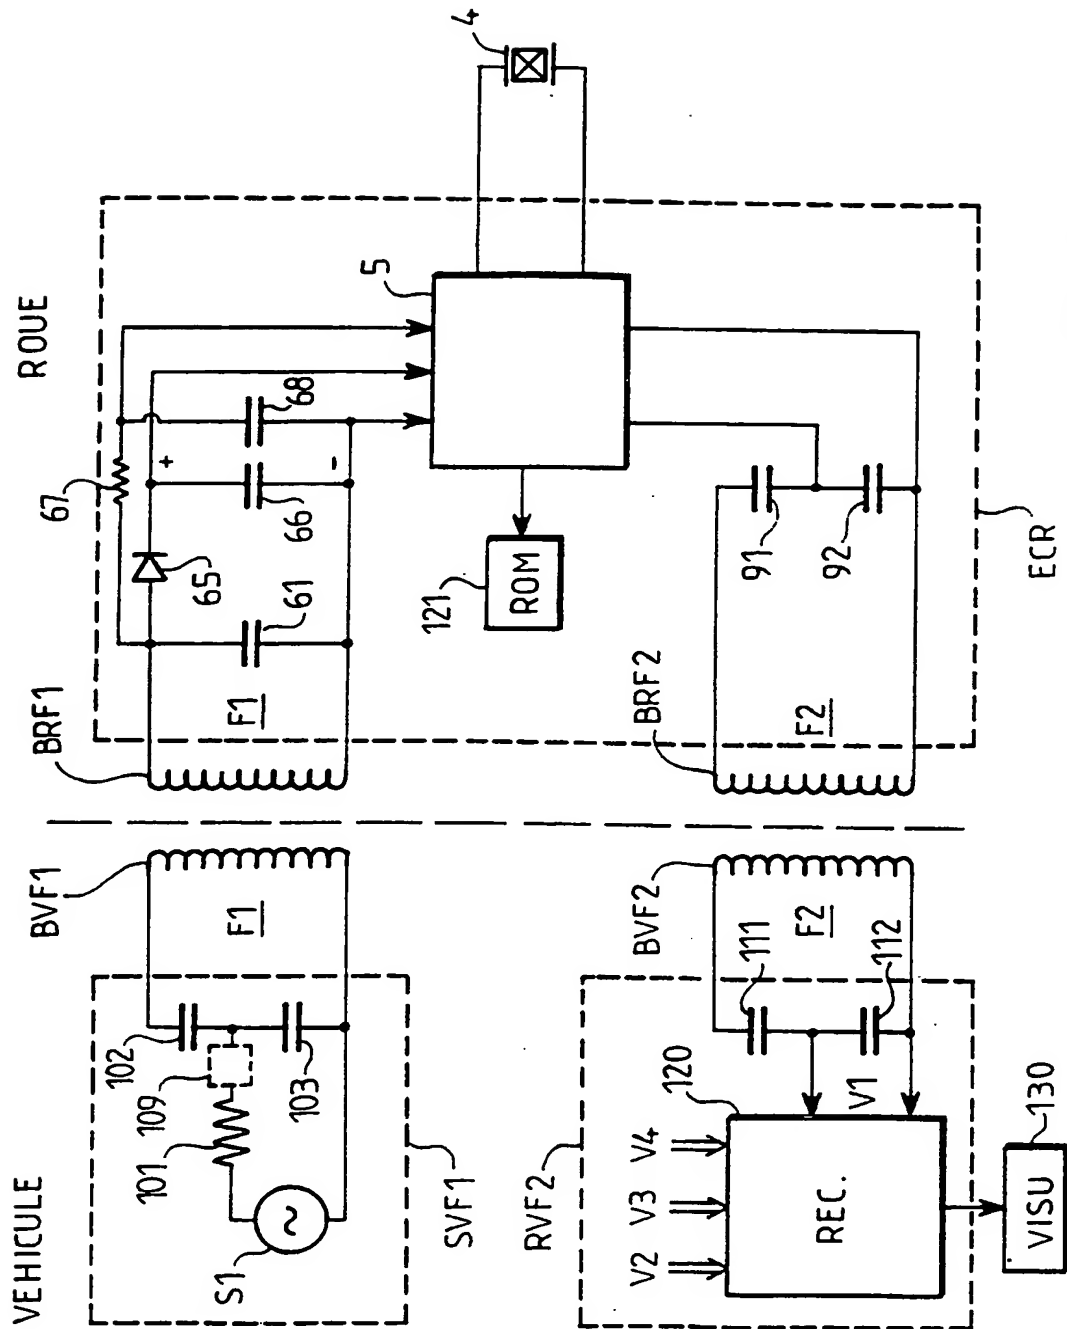 VEHICULE
ROUE
BVF1
BRF1
67
5
4
102
109
101
103
S1
F1
F1
65
61
66
68
+
-
SVF1
121
ROM
RVF2
BVF2
BRF2
120
111
112
F2
F2
91
92
V2
V3
V4
V1
REC.
VISU
130
ECR